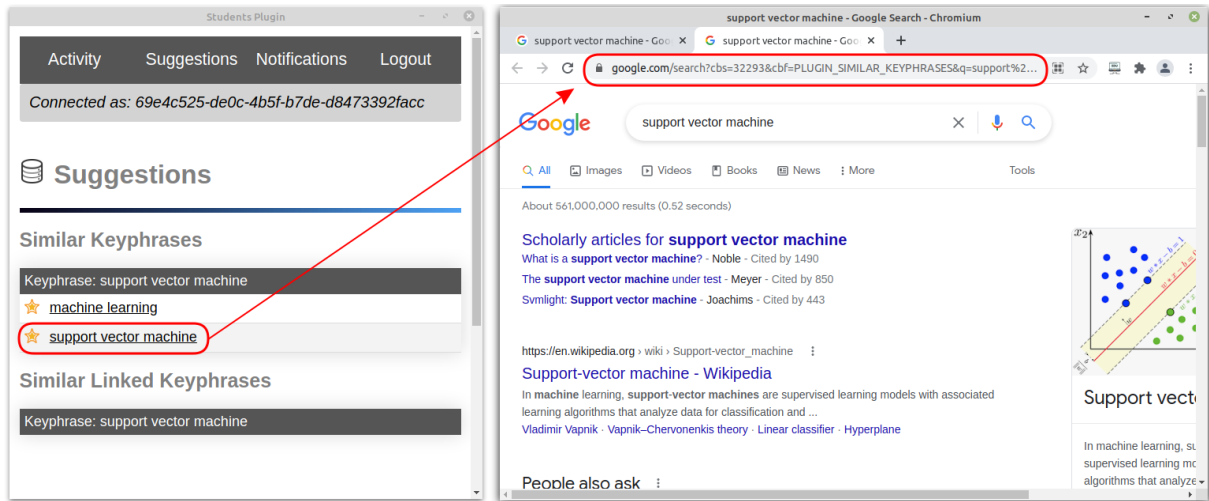 Students Plugin
Activity Suggestions Notifications Logout
Connected as: 69e4c525-de0c-4b5f-b7de-d8473392facc
Suggestions
Similar Keyphrases
Keyphrase: support vector machine
machine learning
support vector machine
Similar Linked Keyphrases
Keyphrase: support vector machine
support vector machine - Google Search - Chromium
support vector machine - Goo
support vector machine - Goo
google.com/search?cbs=32293&cbf=PLUGIN_SIMILAR_KEYPHRASES&q=support%2...
Google
support vector machine
All Images Videos Books News More Tools
About 561,000,000 results (0.52 seconds)
Scholarly articles for support vector machine
What is a support vector machine? - Noble - Cited by 1490
The support vector machine under test - Meyer - Cited by 850
Svmlight: Support vector machine - Joachims - Cited by 443
https://en.wikipedia.org › wiki › Support-vector_machine
Support-vector machine - Wikipedia
In machine learning, support-vector machines are supervised learning models with associated
learning algorithms that analyze data for classification and ...
Vladimir Vapnik · Vapnik–Chervonenkis theory · Linear classifier · Hyperplane
People also ask
x2
Support vect
In machine learning, su
supervised learning mo
algorithms that analyze